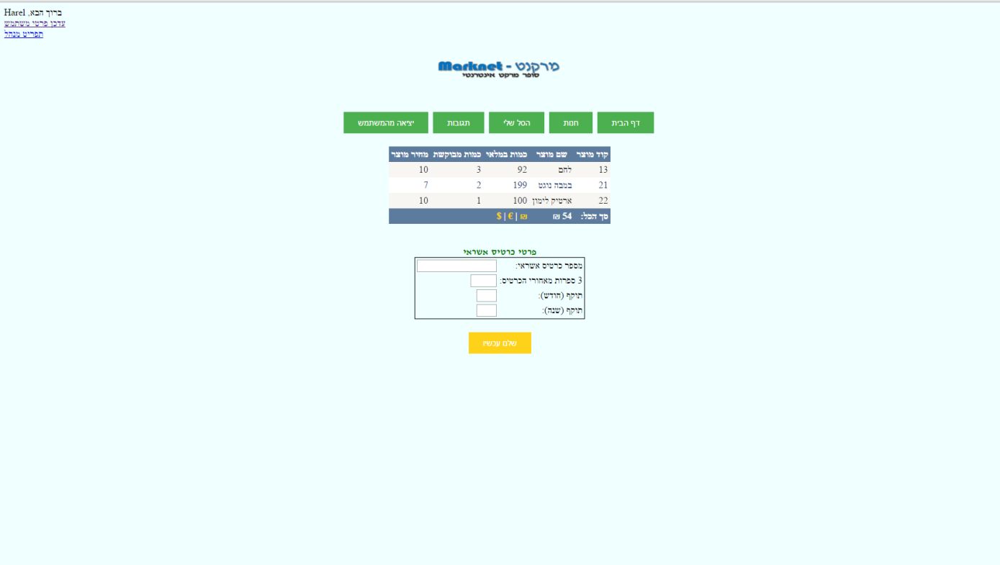 ברוך הבא, Harel
עדכן פרטי משתמש
תפריט מנהל
מרקנט - Marknet
סופר מרקט אינטרנטי
דף הבית חנות הסל שלי תגובות יציאה מהמשתמש
קוד מוצר שם מוצר כמות במלאי כמות מבוקשת מחיר מוצר
13 לחם 92 3 10
21 במבה נוגט 199 2 7
22 ארטיק לימון 100 1 10
סך הכל: 54 ₪ ₪ | € | $
פרטי כרטיס אשראי
מספר כרטיס אשראי:
3 ספרות מאחורי הכרטיס:
תוקף (חודש):
תוקף (שנה):
שלם עכשיו